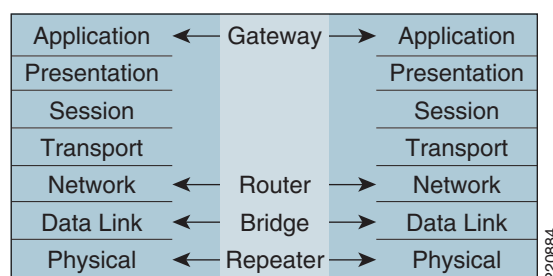 Application Gateway Application
Presentation Presentation
Session Session
Transport Transport
Network Router Network
Data Link Bridge Data Link
Physical Repeater Physical